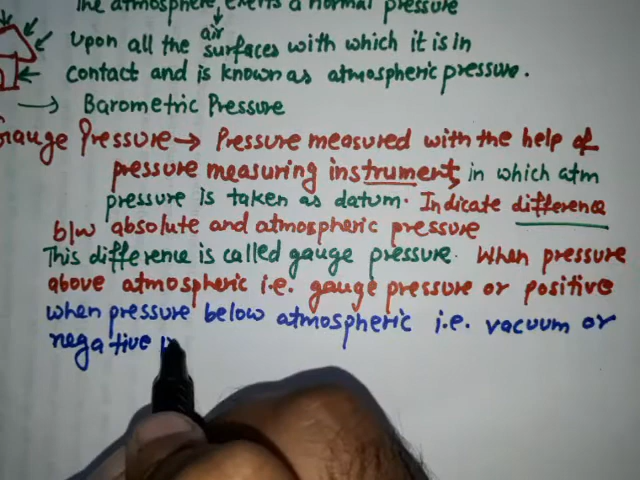 The atmosphere exerts a normal pressure
air
upon all the surfaces with which it is in
contact and is known as atmospheric pressure.
→ Barometric Pressure
Gauge Pressure → Pressure measured with the help of
pressure measuring instrument, in which atm
pressure is taken as datum. Indicate difference
b/w absolute and atmospheric pressure
This difference is called gauge pressure. When pressure
above atmospheric i.e. gauge pressure or positive
when pressure below atmospheric i.e. vacuum or
negative